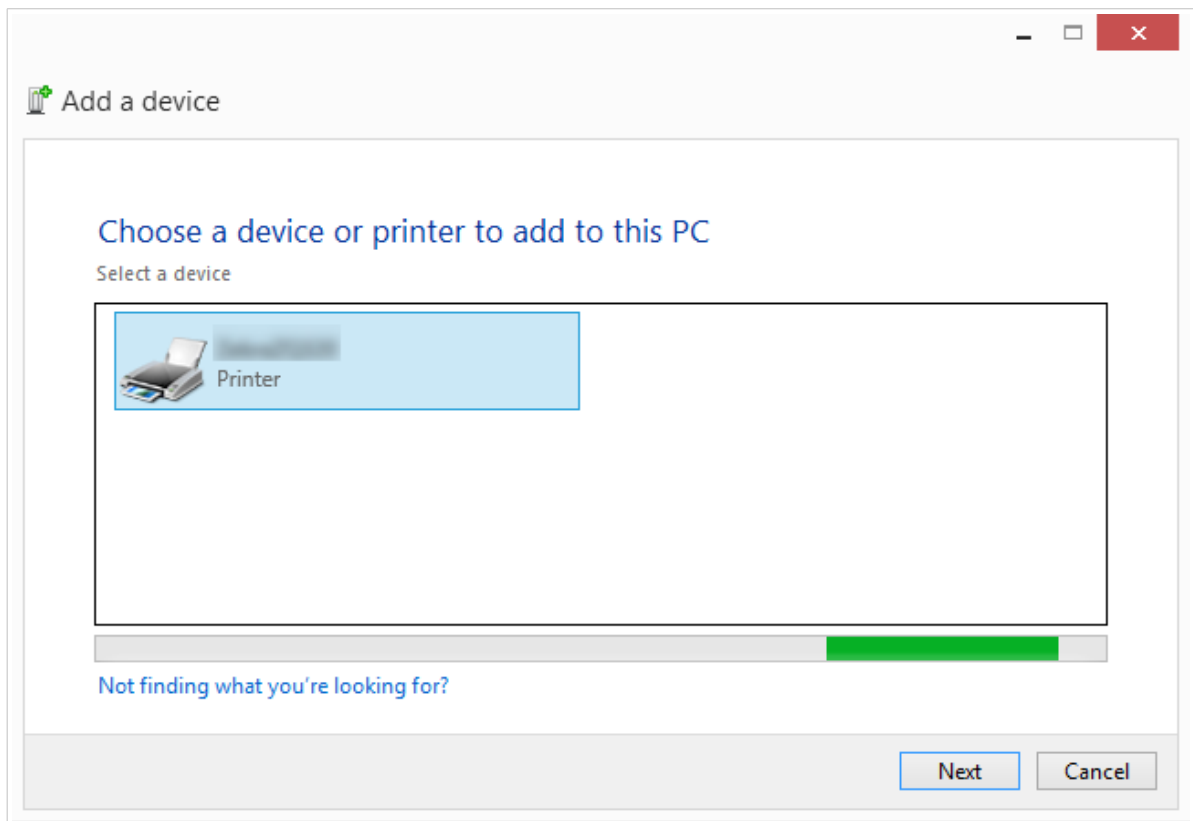 Add a device
Choose a device or printer to add to this PC
Select a device
Printer
Not finding what you're looking for?
Next
Cancel